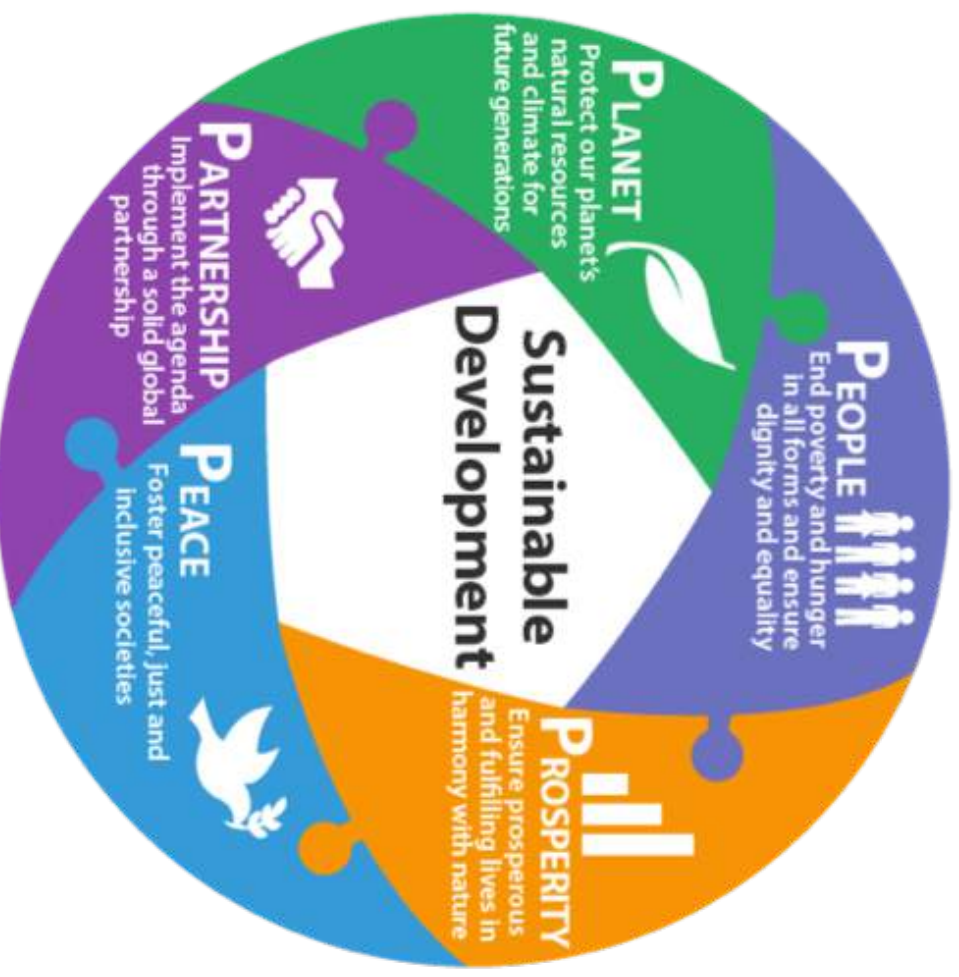 PEOPLE
End poverty and hunger
in all forms and ensure
dignity and equality
PLANET
Protect our planet's
natural resources
and climate for
future generations
Sustainable
Development
PROSPERITY
Ensure prosperous
and fulfilling lives in
harmony with nature
PARTNERSHIP
Implement the agenda
through a solid global
partnership
PEACE
Foster peaceful, just and
inclusive societies